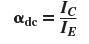 α_dc = I_C / I_E